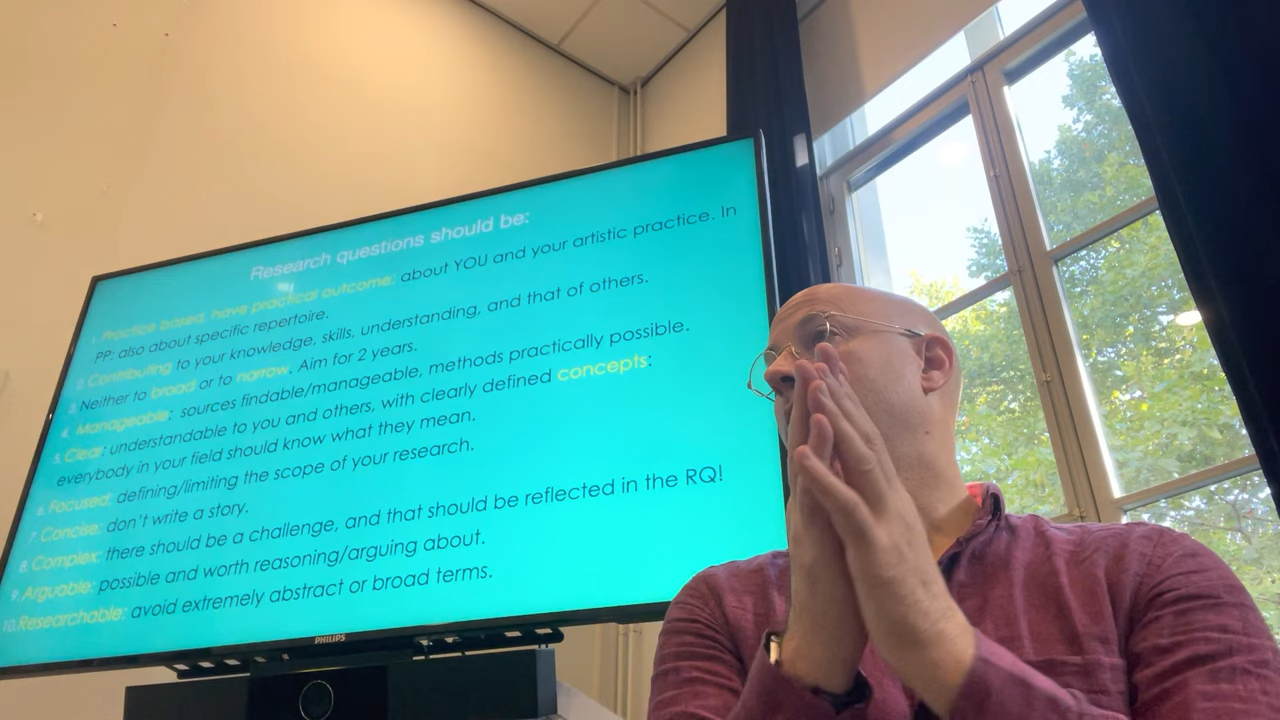 Research questions should be:
1. Practice based, have practical outcome: about YOU and your artistic practice. In
PP: also about specific repertoire.
2. Contributing to your knowledge, skills, understanding, and that of others.
3. Neither to broad or to narrow. Aim for 2 years.
4. Manageable: sources findable/manageable, methods practically possible.
5. Clear: understandable to you and others, with clearly defined concepts:
everybody in your field should know what they mean.
6. Focused: defining/limiting the scope of your research.
7. Concise: don't write a story.
8. Complex: there should be a challenge, and that should be reflected in the RQ!
9. Arguable: possible and worth reasoning/arguing about.
10. Researchable: avoid extremely abstract or broad terms.
PHILIPS